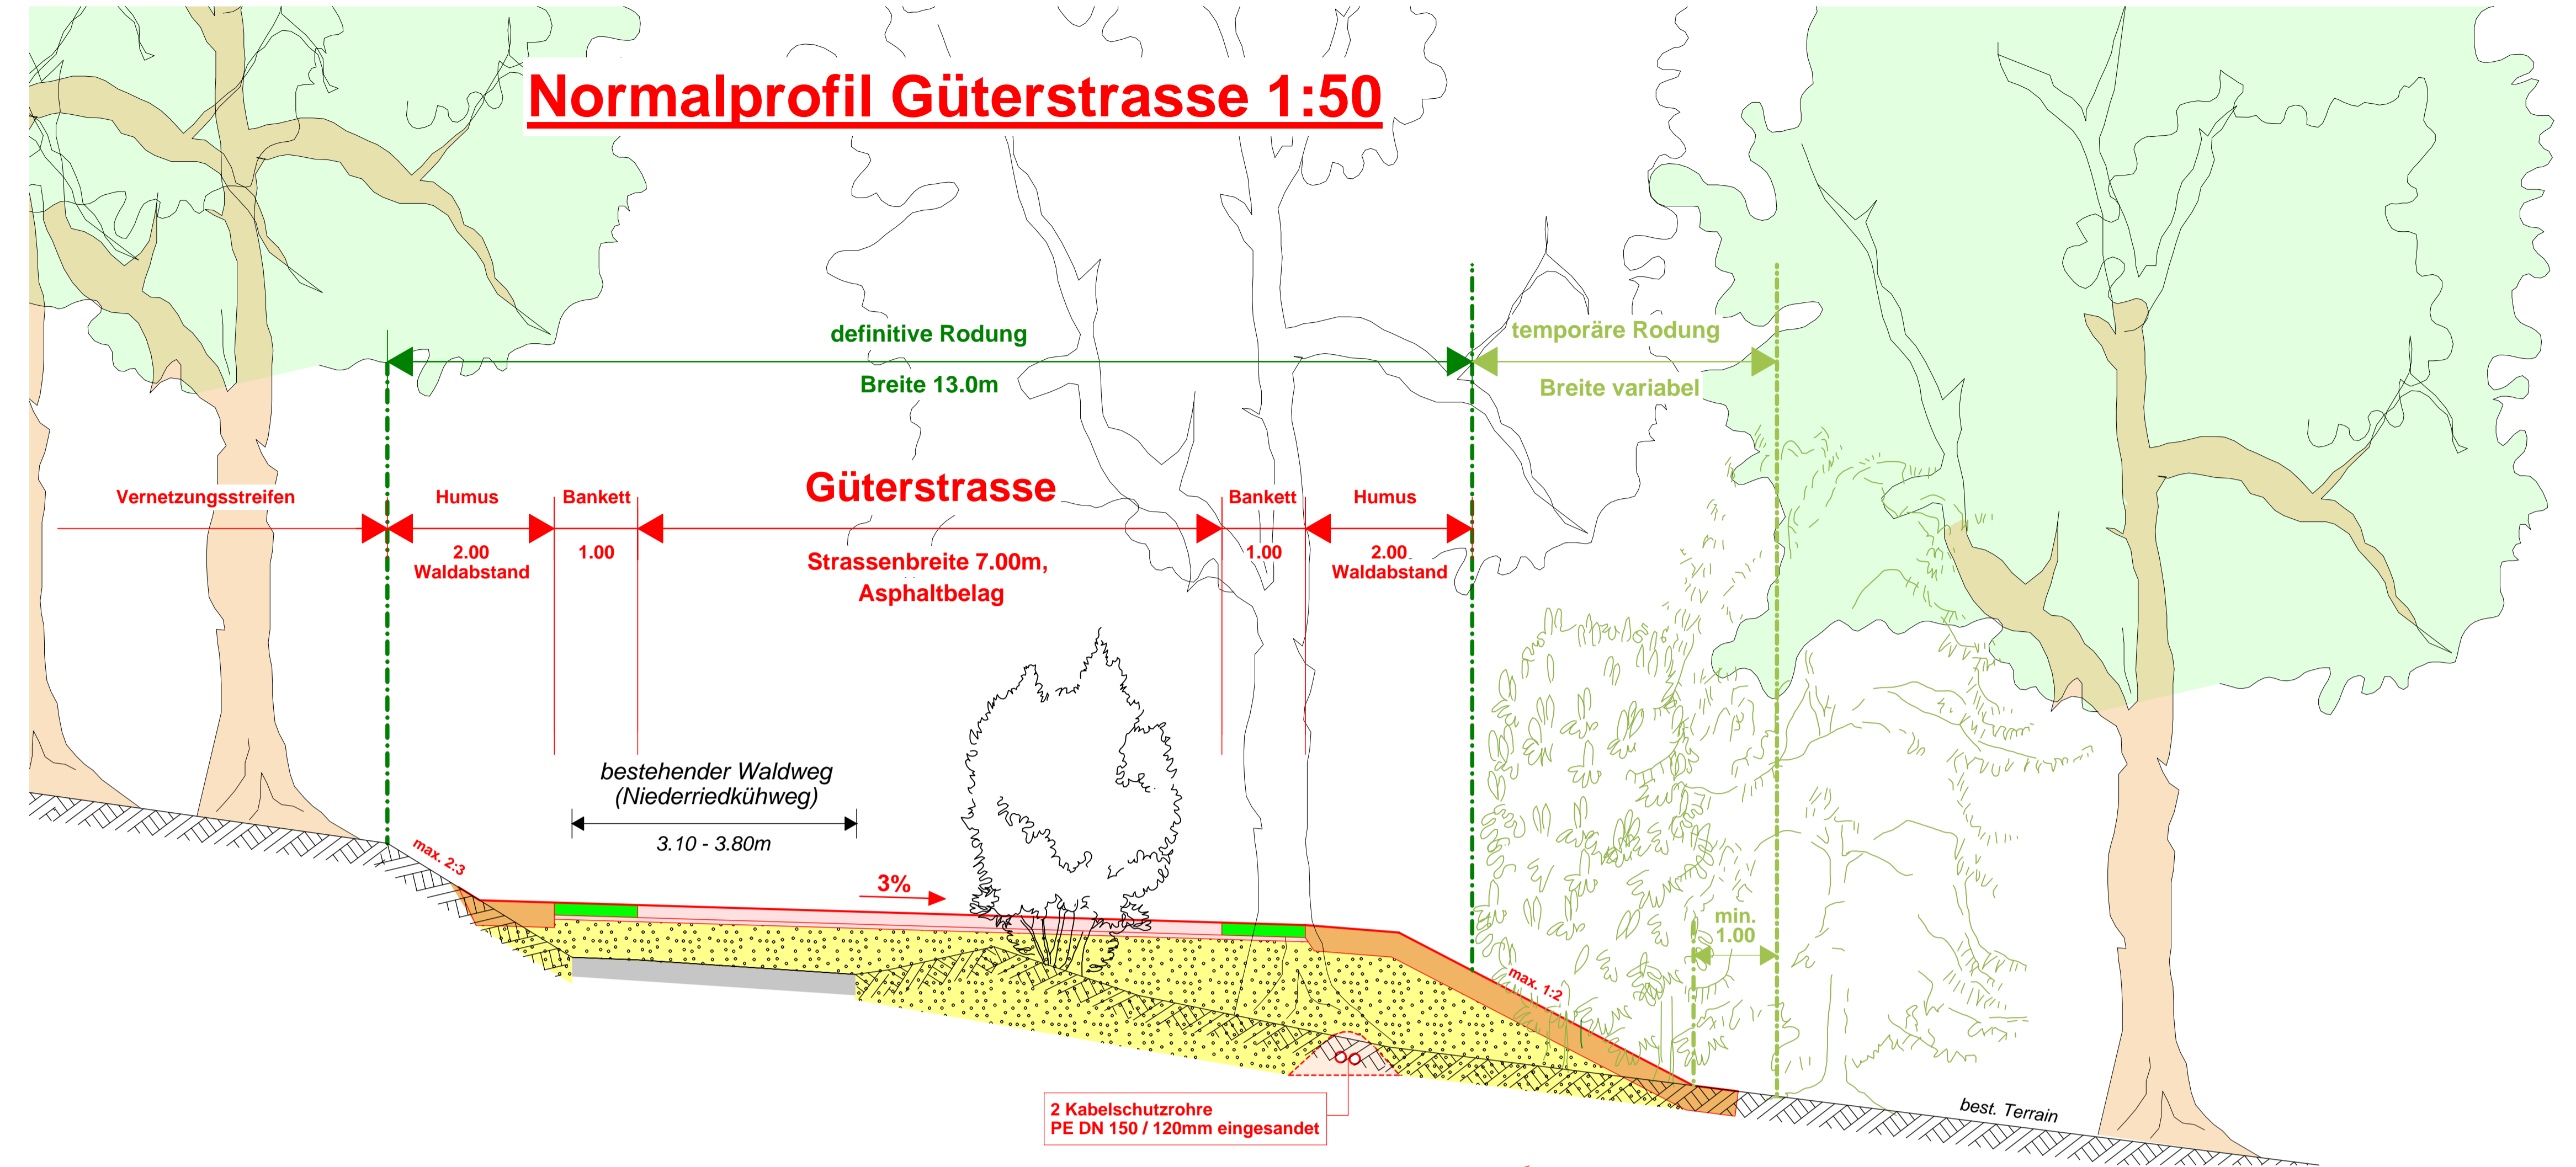 Normalprofil Güterstrasse 1:50
definitive Rodung
Breite 13.0m
temporäre Rodung
Breite variabel
Vernetzungsstreifen
Humus
2.00
Waldabstand
Bankett
1.00
Güterstrasse
Strassenbreite 7.00m,
Asphaltbelag
Bankett
1.00
Humus
2.00
Waldabstand
bestehender Waldweg
(Niederriedkühweg)
3.10 - 3.80m
max. 2:3
3%
min.
1.00
max. 1:2
2 Kabelschutzrohre
PE DN 150 / 120mm eingesandet
best. Terrain